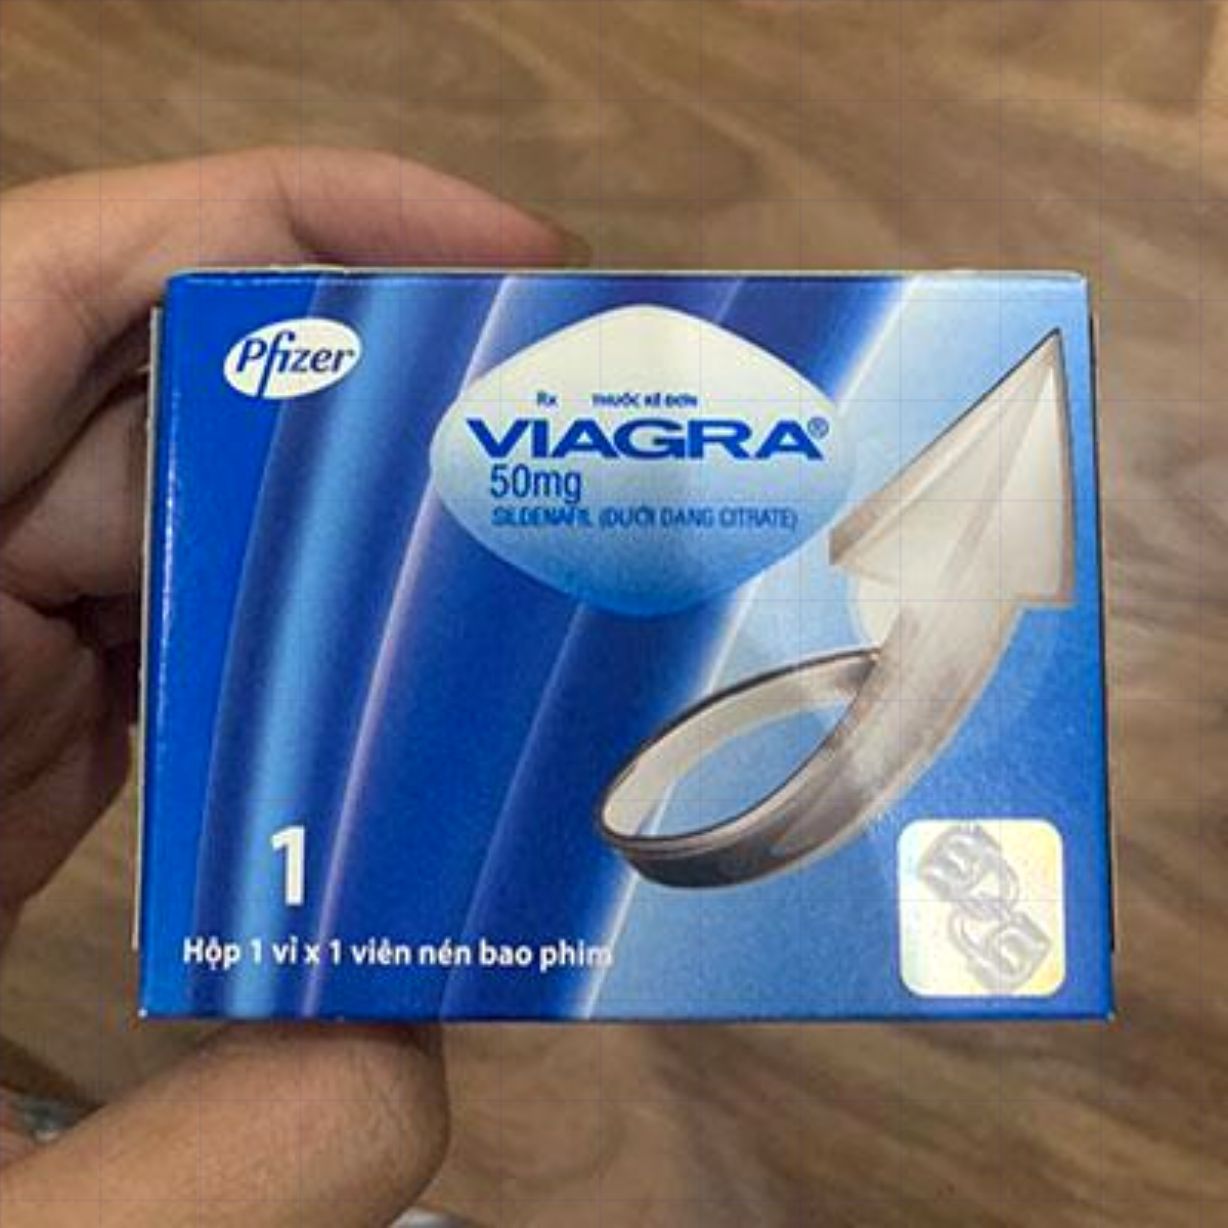 Pfizer
Rx THUỐC KÊ ĐƠN
VIAGRA®
50mg
SILDENAFIL (DƯỚI DẠNG CITRATE)
1
Hộp 1 vỉ x 1 viên nén bao phim